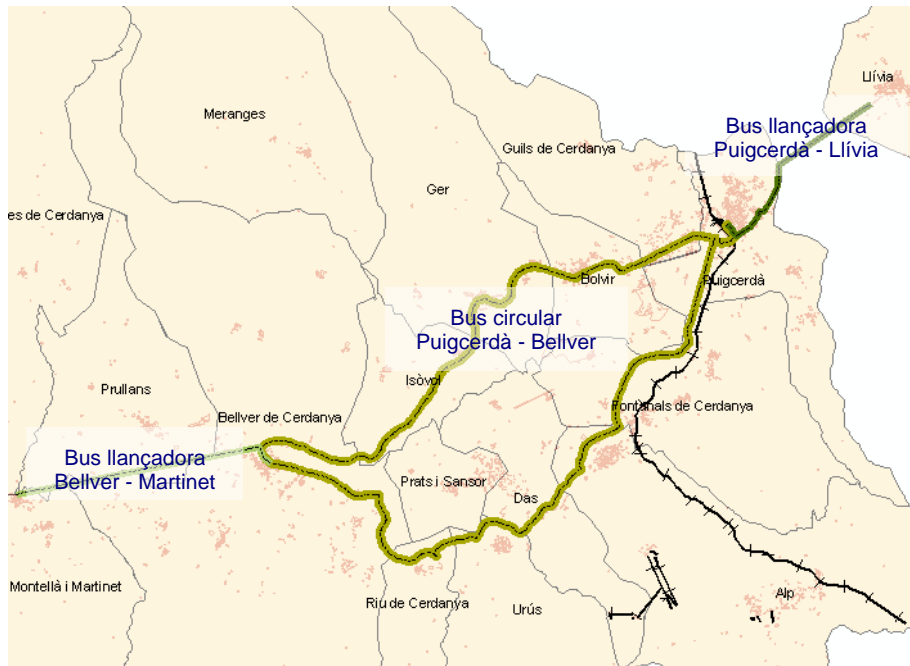 Llívia
Bus llançadora
Puigcerdà - Llívia
Meranges
Guils de Cerdanya
Ger
es de Cerdanya
Bolvir
Puigcerdà
Bus circular
Puigcerdà - Bellver
Isòvol
Prullans
Bellver de Cerdanya
Fontanals de Cerdanya
Bus llançadora
Bellver - Martinet
Prats i Sansor
Das
Montellà i Martinet
Riu de Cerdanya
Urús
Alp